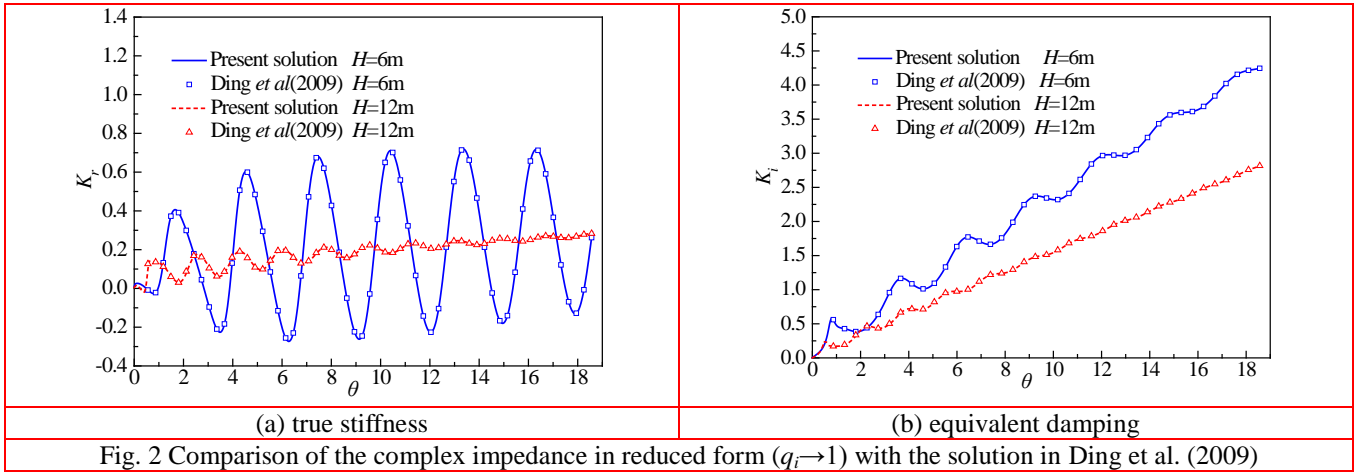 1.4
1.2
1.0
0.8
0.6
0.4
0.2
0.0
-0.2
-0.4
Kr
Present solution H=6m
Ding et al(2009) H=6m
Present solution H=12m
Ding et al(2009) H=12m
0 2 4 6 8 10 12 14 16 18
θ
(a) true stiffness
5.0
4.5
4.0
3.5
3.0
2.5
2.0
1.5
1.0
0.5
0.0
Ki
Present solution H=6m
Ding et al(2009) H=6m
Present solution H=12m
Ding et al(2009) H=12m
0 2 4 6 8 10 12 14 16 18
θ
(b) equivalent damping
Fig. 2 Comparison of the complex impedance in reduced form (qi→1) with the solution in Ding et al. (2009)